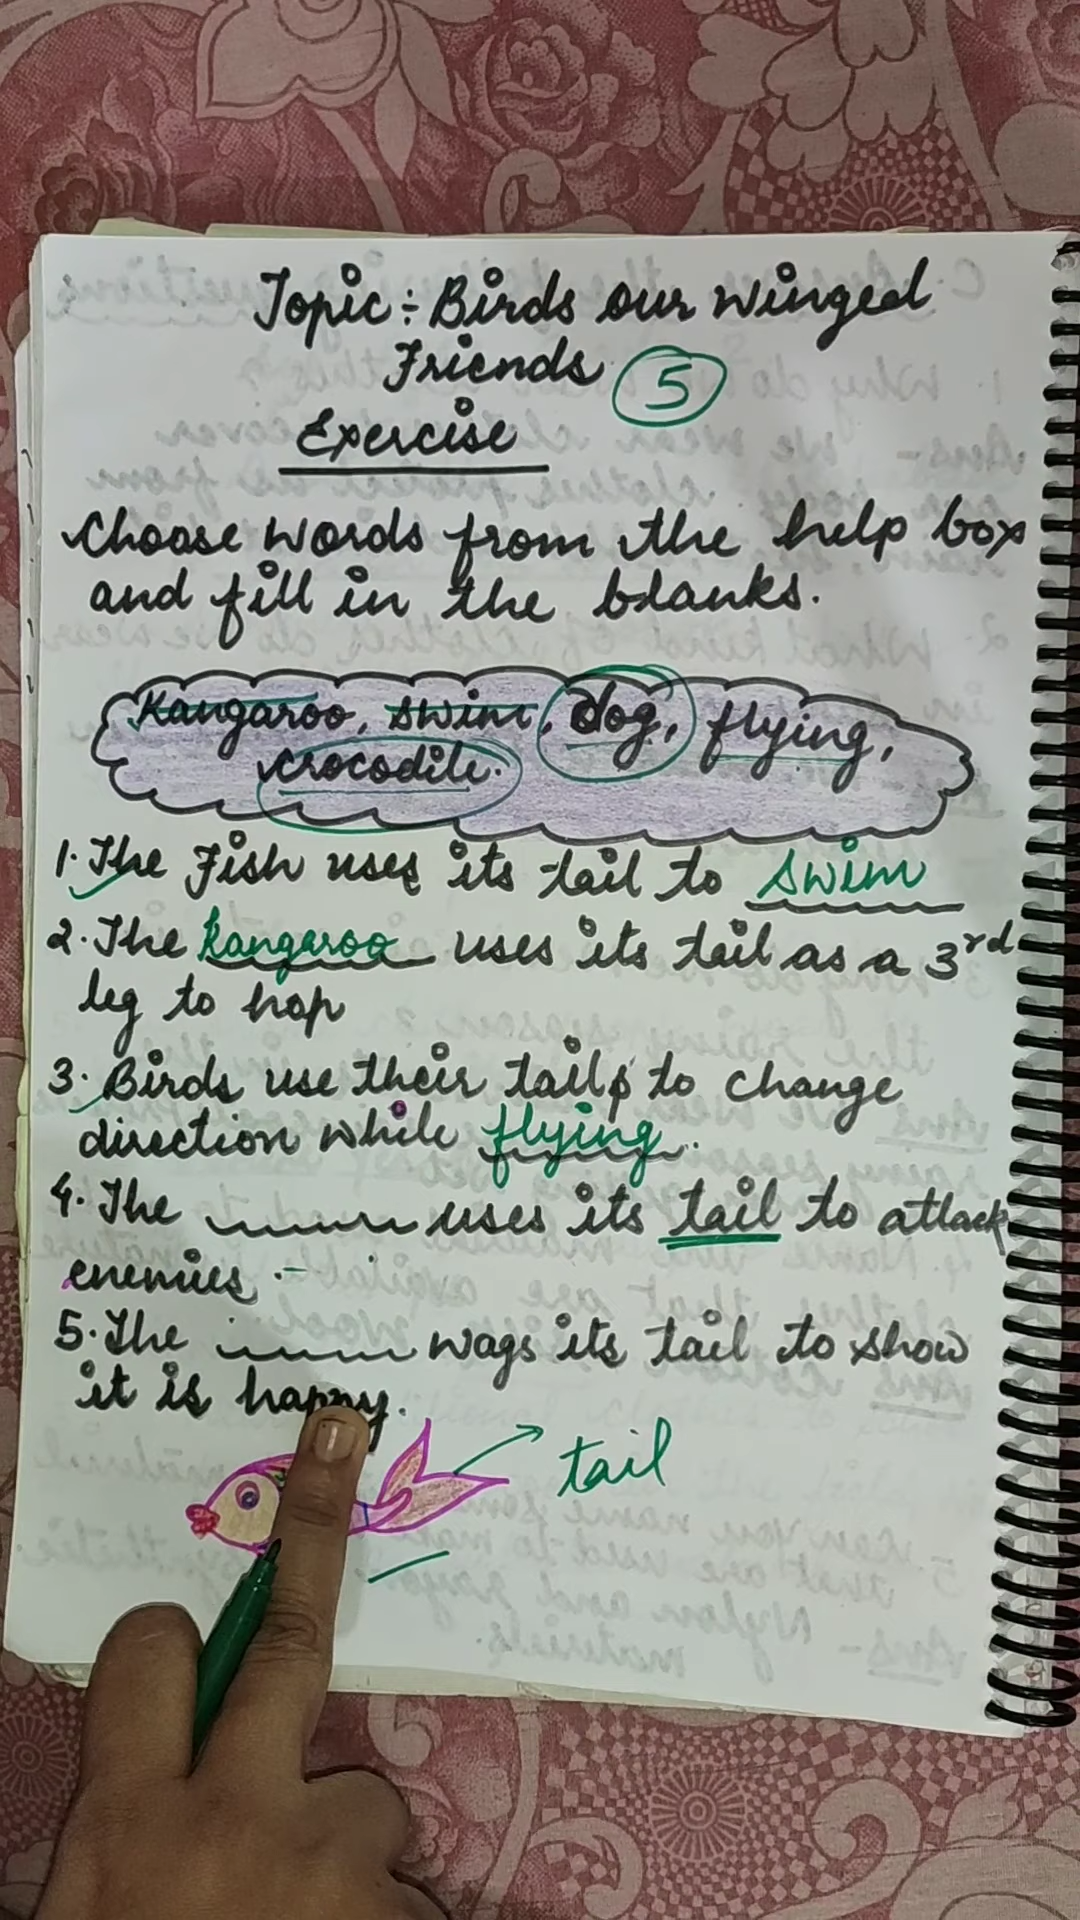 Topic:- Birds our winged
Friends 5
Exercise
Choose words from the help box
and fill in the blanks.
Kangaroo, swim, dog, flying,
crocodile.
1. The Fish uses its tail to swim
2. The kangaroo uses its tail as a 3rd
leg to hop
3. Birds use their tails to change
direction while flying.
4. The ______ uses its tail to attack
enemies.-
5. The ______ wags its tail to show
it is happy.
tail